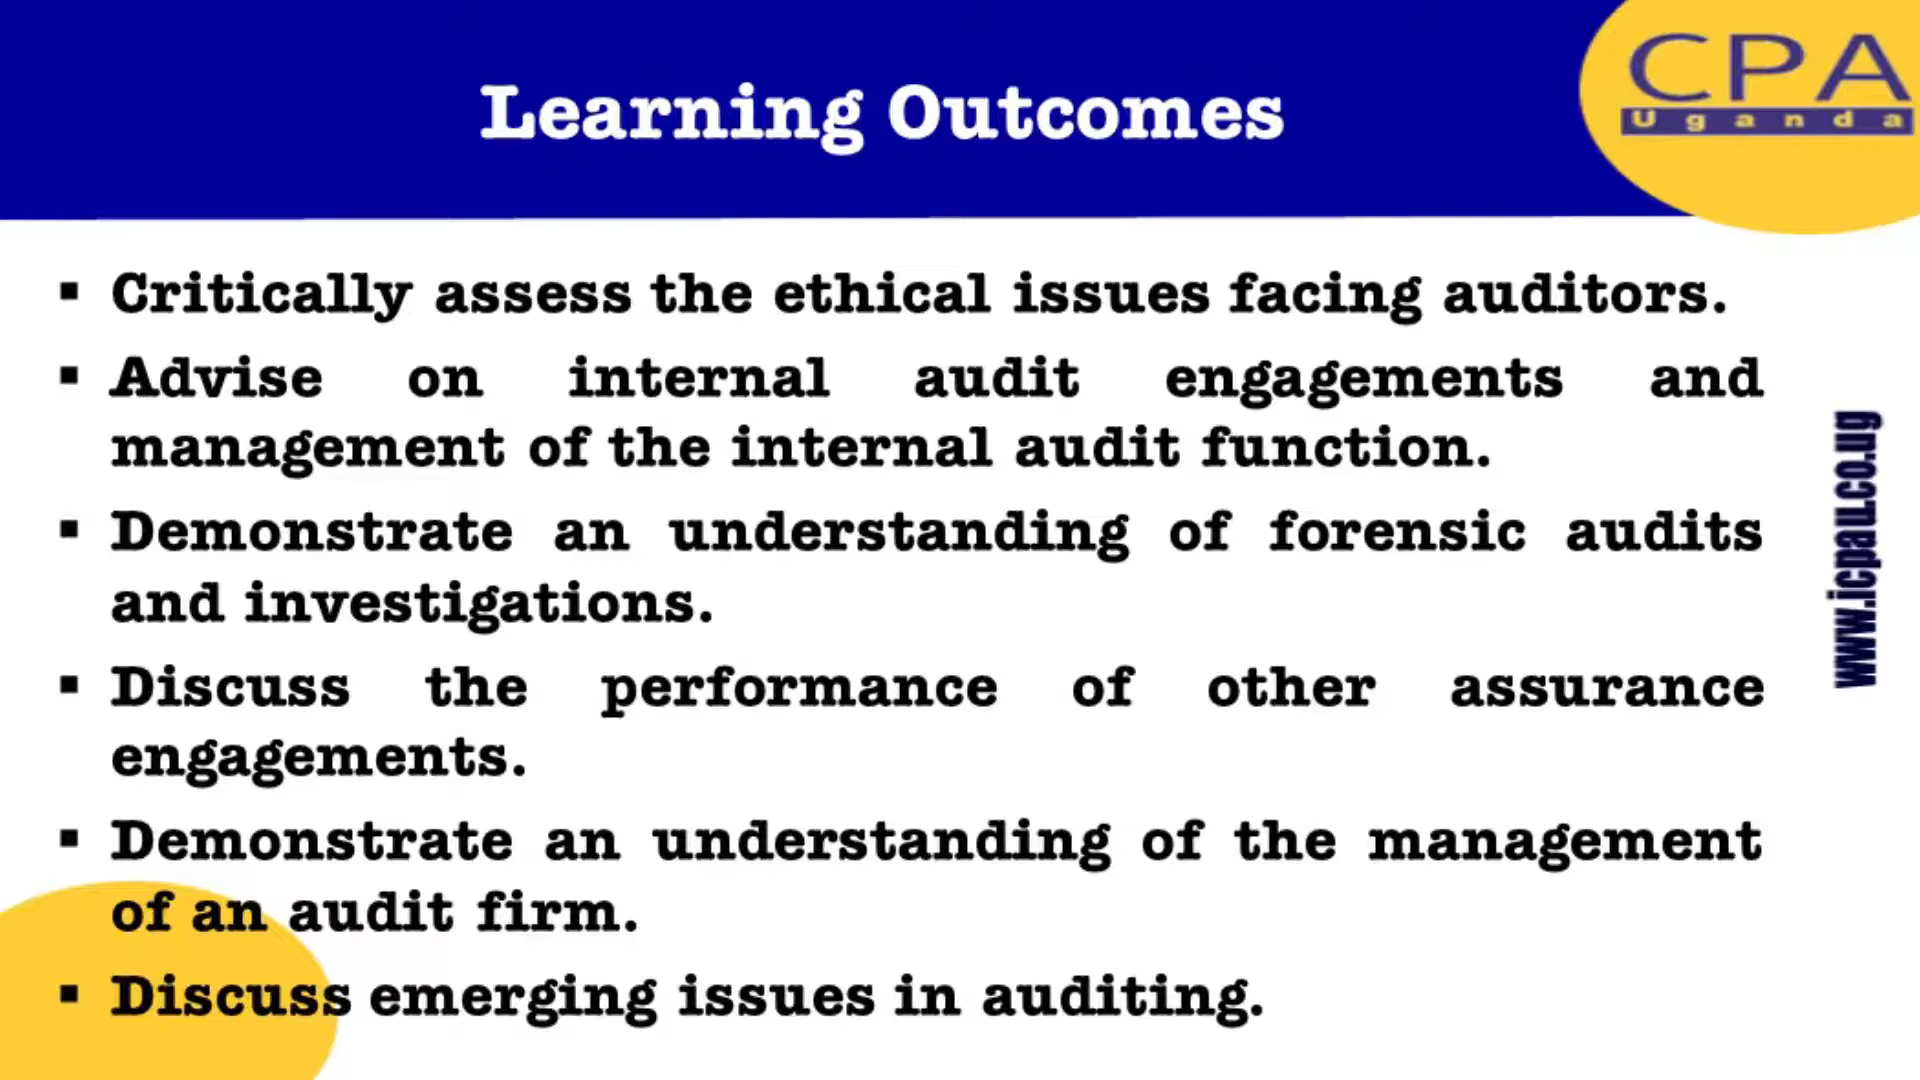 Learning Outcomes
CPA
Uganda
▪ Critically assess the ethical issues facing auditors.
▪ Advise on internal audit engagements and
management of the internal audit function.
▪ Demonstrate an understanding of forensic audits
and investigations.
▪ Discuss the performance of other assurance
engagements.
▪ Demonstrate an understanding of the management
of an audit firm.
▪ Discuss emerging issues in auditing.
www.icpau.co.ug